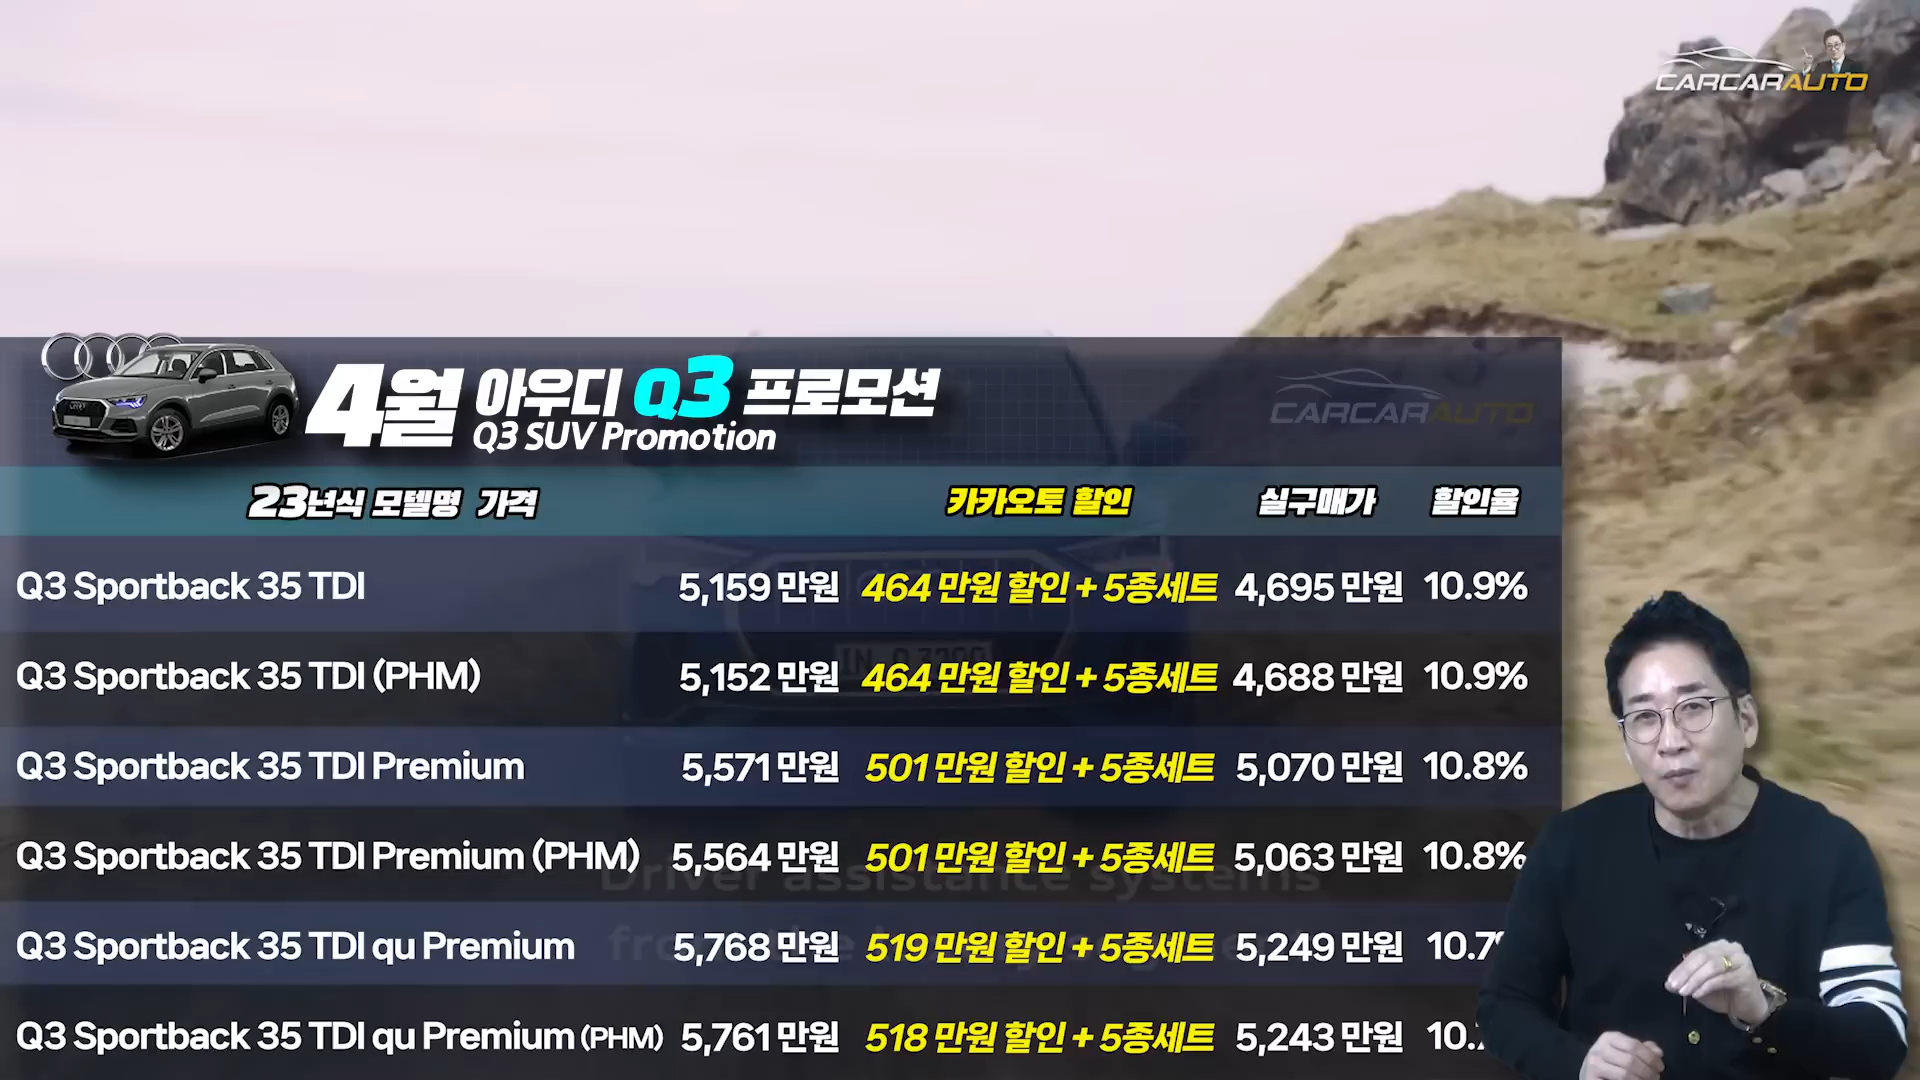 CARCARAUTO
4월 아우디 Q3 프로모션
Q3 SUV Promotion
CARCARAUTO
23년식 모델명 가격 카카오토 할인 실구매가 할인율
Q3 Sportback 35 TDI 5,159 만원 464 만원 할인 + 5종세트 4,695 만원 10.9%
Q3 Sportback 35 TDI (PHM) 5,152 만원 464 만원 할인 + 5종세트 4,688 만원 10.9%
Q3 Sportback 35 TDI Premium 5,571 만원 501 만원 할인 + 5종세트 5,070 만원 10.8%
Q3 Sportback 35 TDI Premium (PHM) 5,564 만원 501 만원 할인 + 5종세트 5,063 만원 10.8%
Driver assistance systems
Q3 Sportback 35 TDI qu Premium 5,768 만원 519 만원 할인 + 5종세트 5,249 만원 10.7%
Q3 Sportback 35 TDI qu Premium (PHM) 5,761 만원 518 만원 할인 + 5종세트 5,243 만원